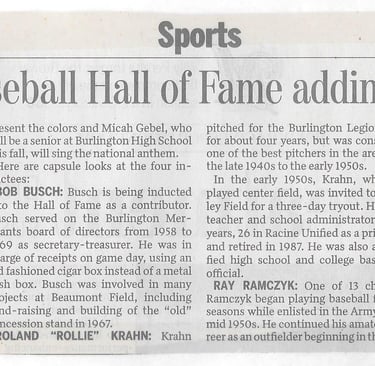 Sports
seball Hall of Fame addin
esent the colors and Micah Gebel, who
ll be a senior at Burlington High School
is fall, will sing the national anthem.
Here are capsule looks at the four in-
ctees:
BOB BUSCH: Busch is being inducted
to the Hall of Fame as a contributor.
usch served on the Burlington Mer-
ants board of directors from 1958 to
69 as secretary-treasurer. He was in
arge of receipts on game day, using an
d fashioned cigar box instead of a metal
sh box. Busch was involved in many
ojects at Beaumont Field, including
nd-raising and building of the "old"
ncession stand in 1967.
ROLAND "ROLLIE" KRAHN: Krahn
pitched for the Burlington Legion
for about four years, but was cons
one of the best pitchers in the area
the late 1940s to the early 1950s.
In the early 1950s, Krahn, wh
played center field, was invited to
ley Field for a three-day tryout. H
teacher and school administrator
years, 26 in Racine Unified as a pri
and retired in 1987. He was also a
fied high school and college bas
official.
RAY RAMCZYK: One of 13 ch
Ramczyk began playing baseball f
seasons while enlisted in the Army
mid 1950s. He continued his amate
reer as an outfielder beginning in th